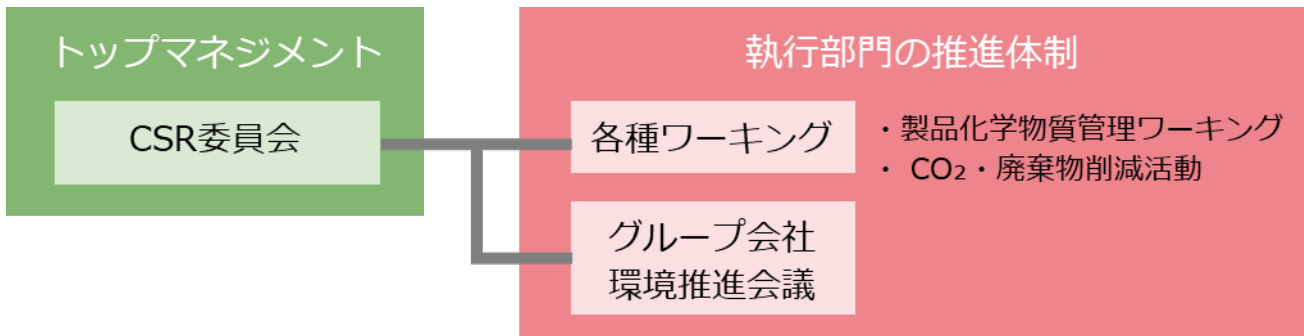 トップマネジメント
CSR委員会
執行部門の推進体制
各種ワーキング
・製品化学物質管理ワーキング
・ CO₂・廃棄物削減活動
グループ会社
環境推進会議